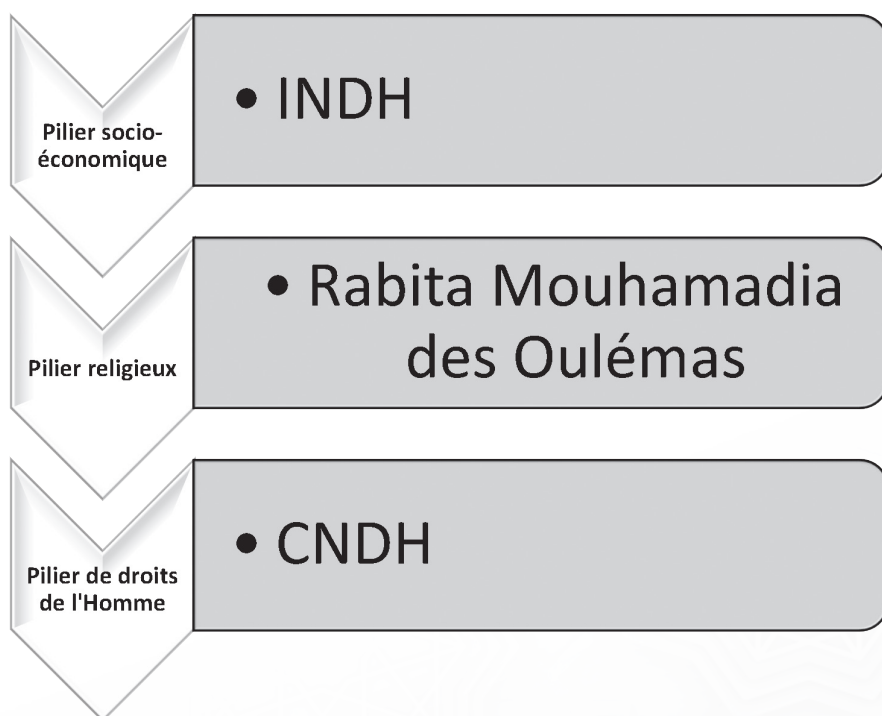 Pilier socio-
économique
• INDH
Pilier religieux
• Rabita Mouhamadia
des Oulémas
Pilier de droits
de l'Homme
• CNDH